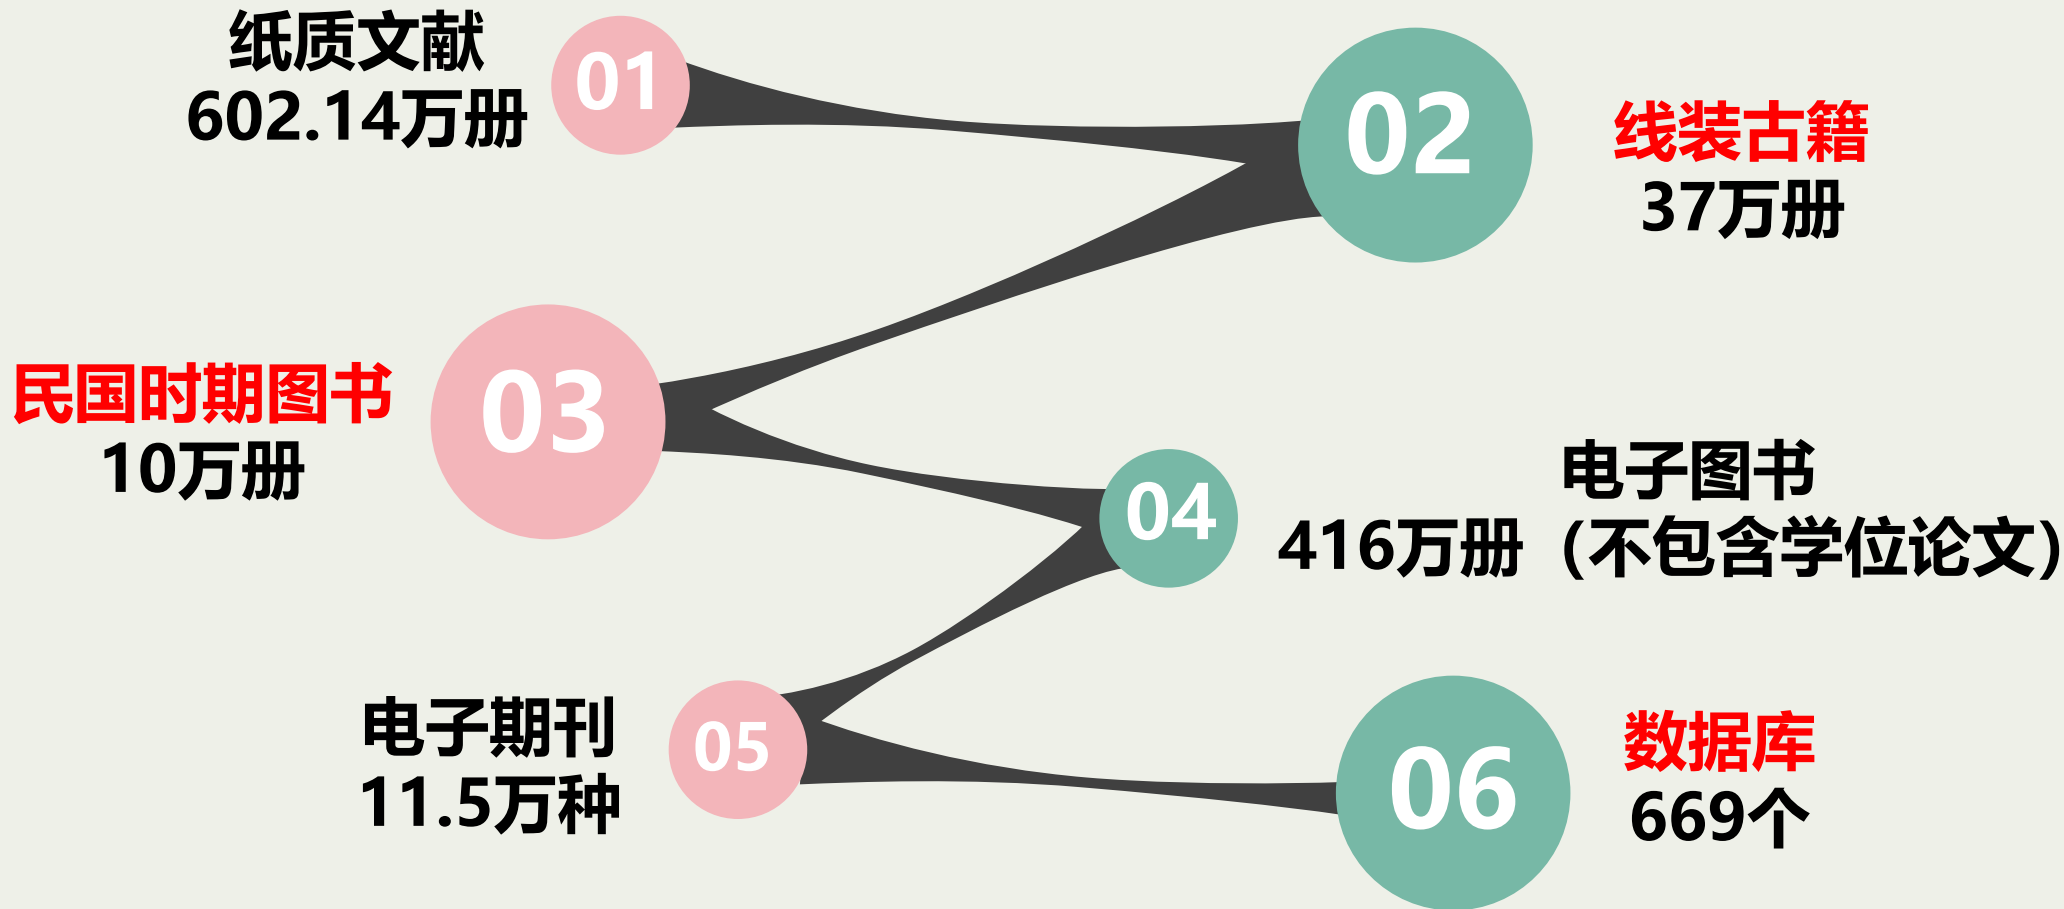 纸质文献
602.14万册
01
02
线装古籍
37万册
民国时期图书
10万册
03
04
电子图书
416万册（不包含学位论文）
电子期刊
11.5万种
05
06
数据库
669个